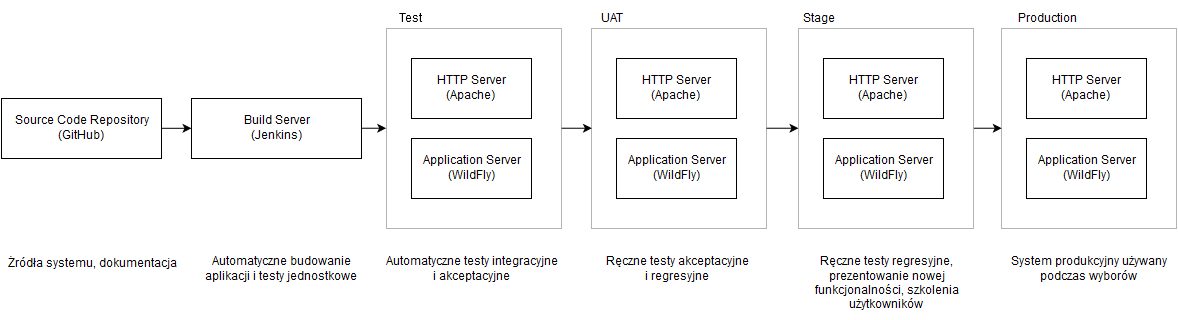 Test
UAT
Stage
Production
Source Code Repository
(GitHub)
Build Server
(Jenkins)
HTTP Server
(Apache)
Application Server
(WildFly)
HTTP Server
(Apache)
Application Server
(WildFly)
HTTP Server
(Apache)
Application Server
(WildFly)
HTTP Server
(Apache)
Application Server
(WildFly)
Źródła systemu, dokumentacja
Automatyczne budowanie
aplikacji i testy jednostkowe
Automatyczne testy integracyjne
i akceptacyjne
Ręczne testy akceptacyjne
i regresyjne
Ręczne testy regresyjne,
prezentowanie nowej
funkcjonalności, szkolenia
użytkowników
System produkcyjny używany
podczas wyborów